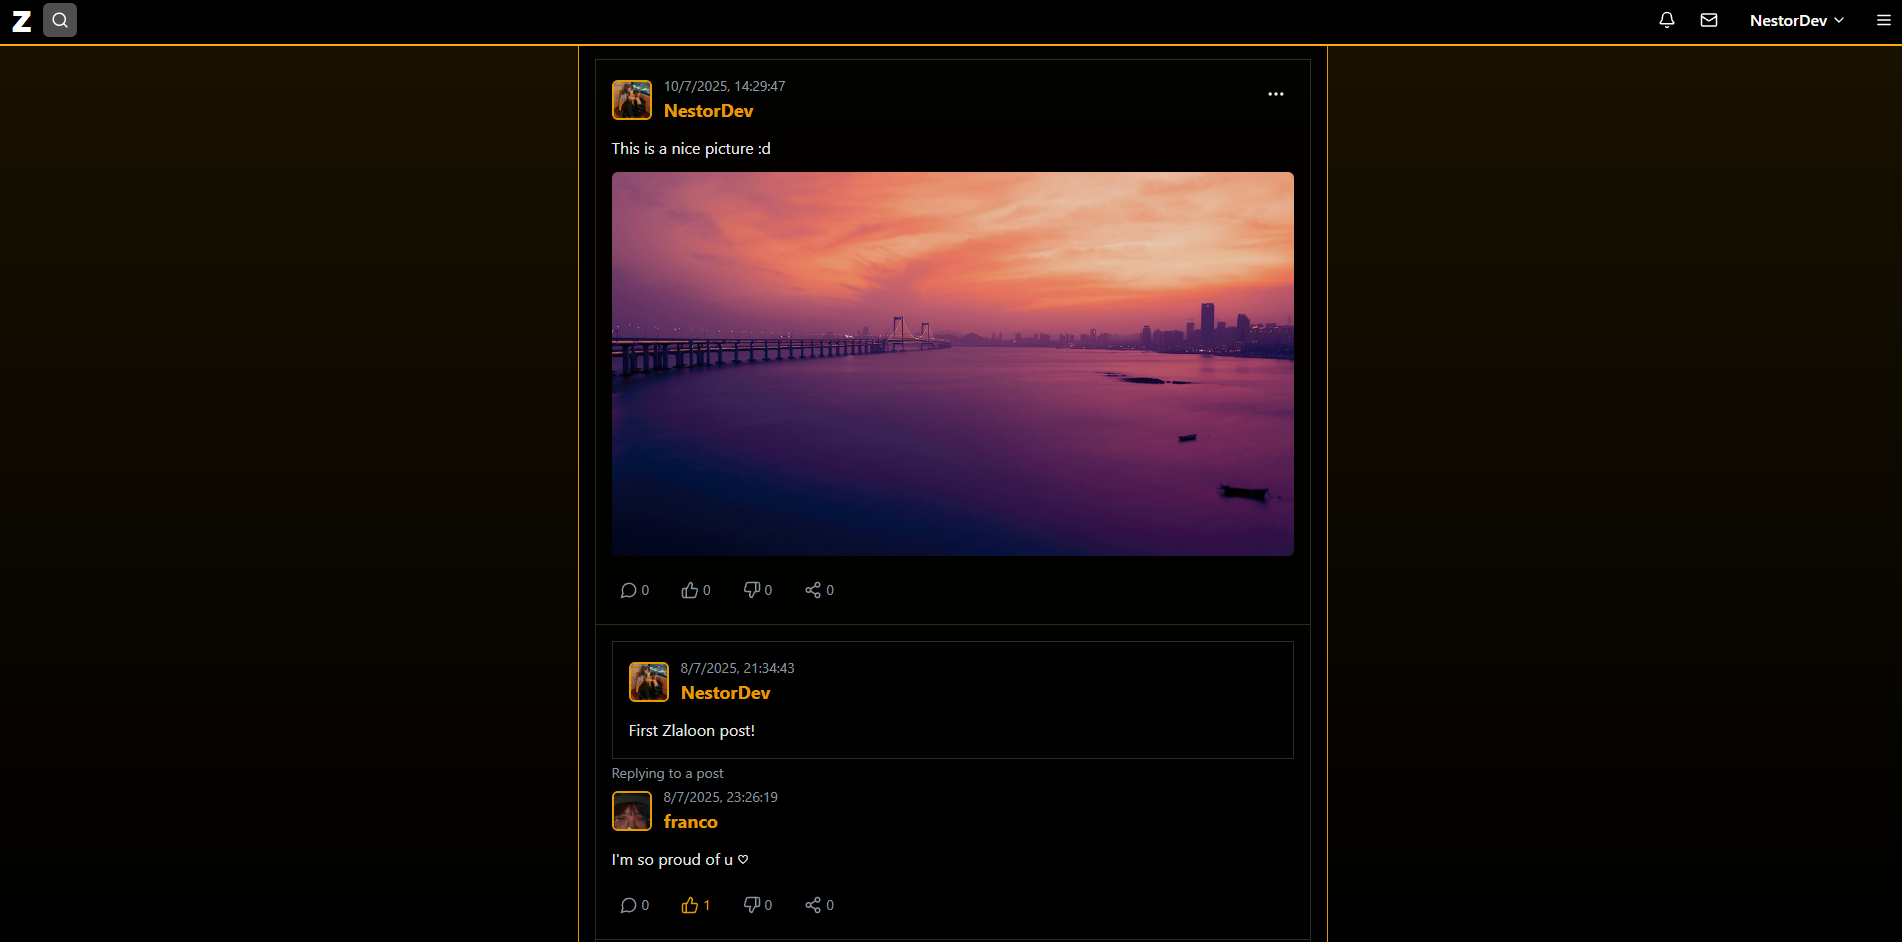 Z
NestorDev
10/7/2025, 14:29:47
NestorDev
This is a nice picture :d
0 0 0 0
8/7/2025, 21:34:43
NestorDev
First Zlaloon post!
Replying to a post
8/7/2025, 23:26:19
franco
I'm so proud of u ♡
0 1 0 0